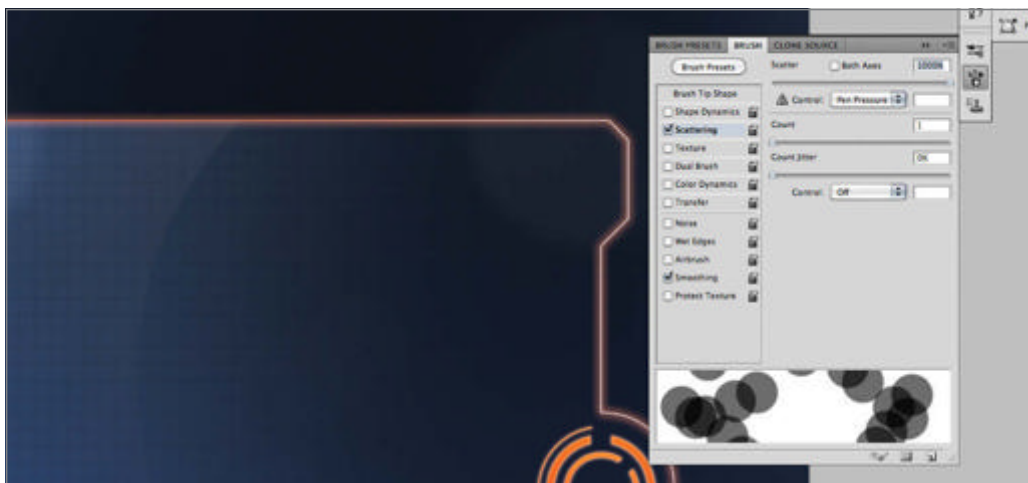 BRUSH PRESETS BRUSH CLONE SOURCE
Brush Presets
Scatter Both Axes 1000%
Brush Tip Shape
Control: Pen Pressure
Shape Dynamics
Scattering
Count 1
Texture
Count Jitter 0%
Dual Brush
Color Dynamics
Control: Off
Transfer
Noise
Wet Edges
Airbrush
Smoothing
Protect Texture